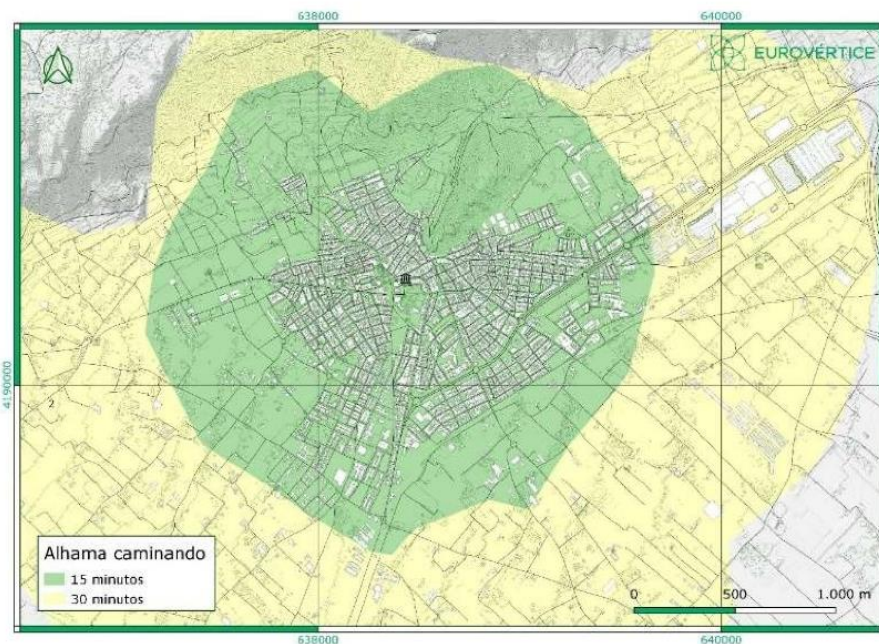 638000
640000
EUROVÉRTICE
4190000
2
Alhama caminando
15 minutos
30 minutos
0 500 1.000 m
638000
640000